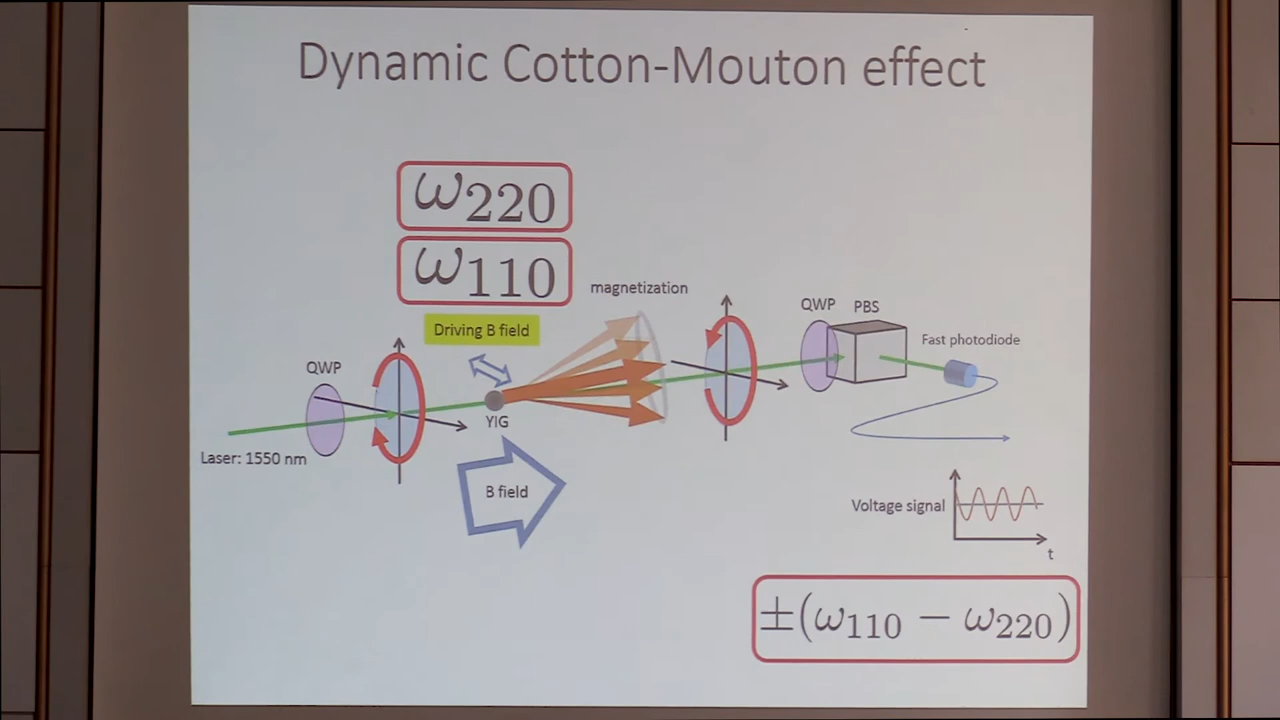 Dynamic Cotton-Mouton effect
ω220
ω110
magnetization
Driving B field
QWP
PBS
Fast photodiode
QWP
YIG
Laser: 1550 nm
B field
Voltage signal
t
±(ω110 − ω220)